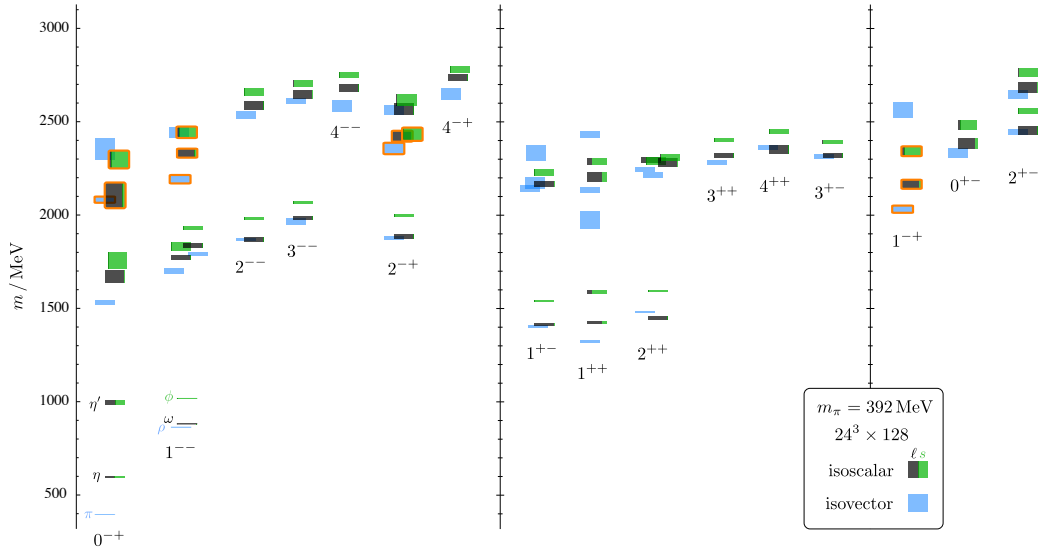 m / MeV
3000
2500
2000
1500
1000
500
4⁻⁻
4⁻⁺
3⁻⁻
2⁻⁻
2⁻⁺
η′
ϕ
ω
ρ
1⁻⁻
η
π
0⁻⁺
3⁺⁺
4⁺⁺
3⁺⁻
1⁺⁻
1⁺⁺
2⁺⁺
2⁺⁻
0⁺⁻
1⁻⁺
m_π = 392 MeV
24³ × 128
ℓ s
isoscalar
isovector